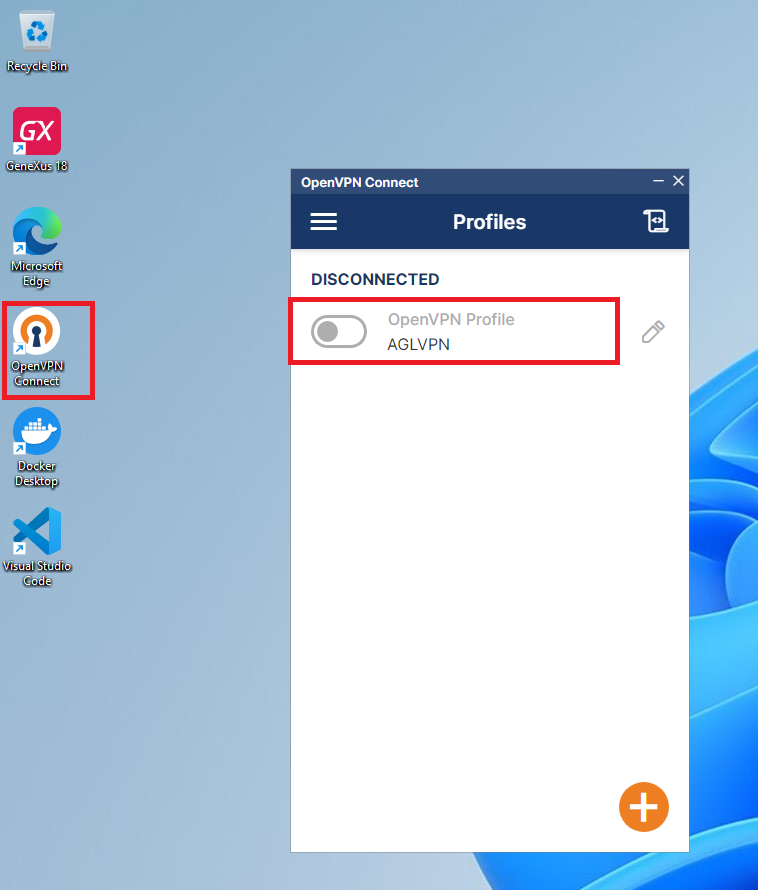 Recycle Bin
GX
GeneXus 18
Microsoft
Edge
OpenVPN
Connect
Docker
Desktop
Visual Studio
Code
OpenVPN Connect
Profiles
DISCONNECTED
OpenVPN Profile
AGLVPN